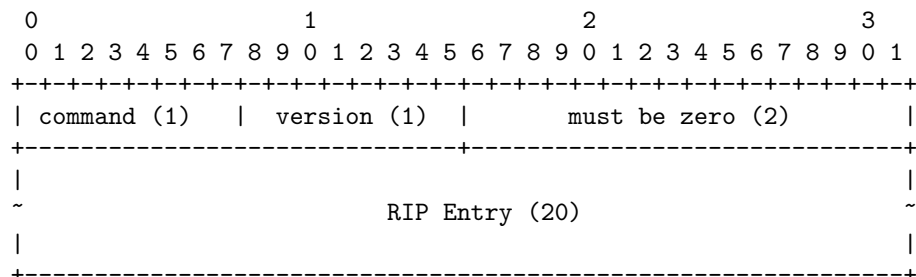 0                   1                   2                   3
0 1 2 3 4 5 6 7 8 9 0 1 2 3 4 5 6 7 8 9 0 1 2 3 4 5 6 7 8 9 0 1
+-+-+-+-+-+-+-+-+-+-+-+-+-+-+-+-+-+-+-+-+-+-+-+-+-+-+-+-+-+-+-+-+
| command (1) | version (1) | must be zero (2) |
+---------------+---------------+-------------------------------+
| |
~ RIP Entry (20) ~
| |
+---------------+---------------+---------------+---------------+